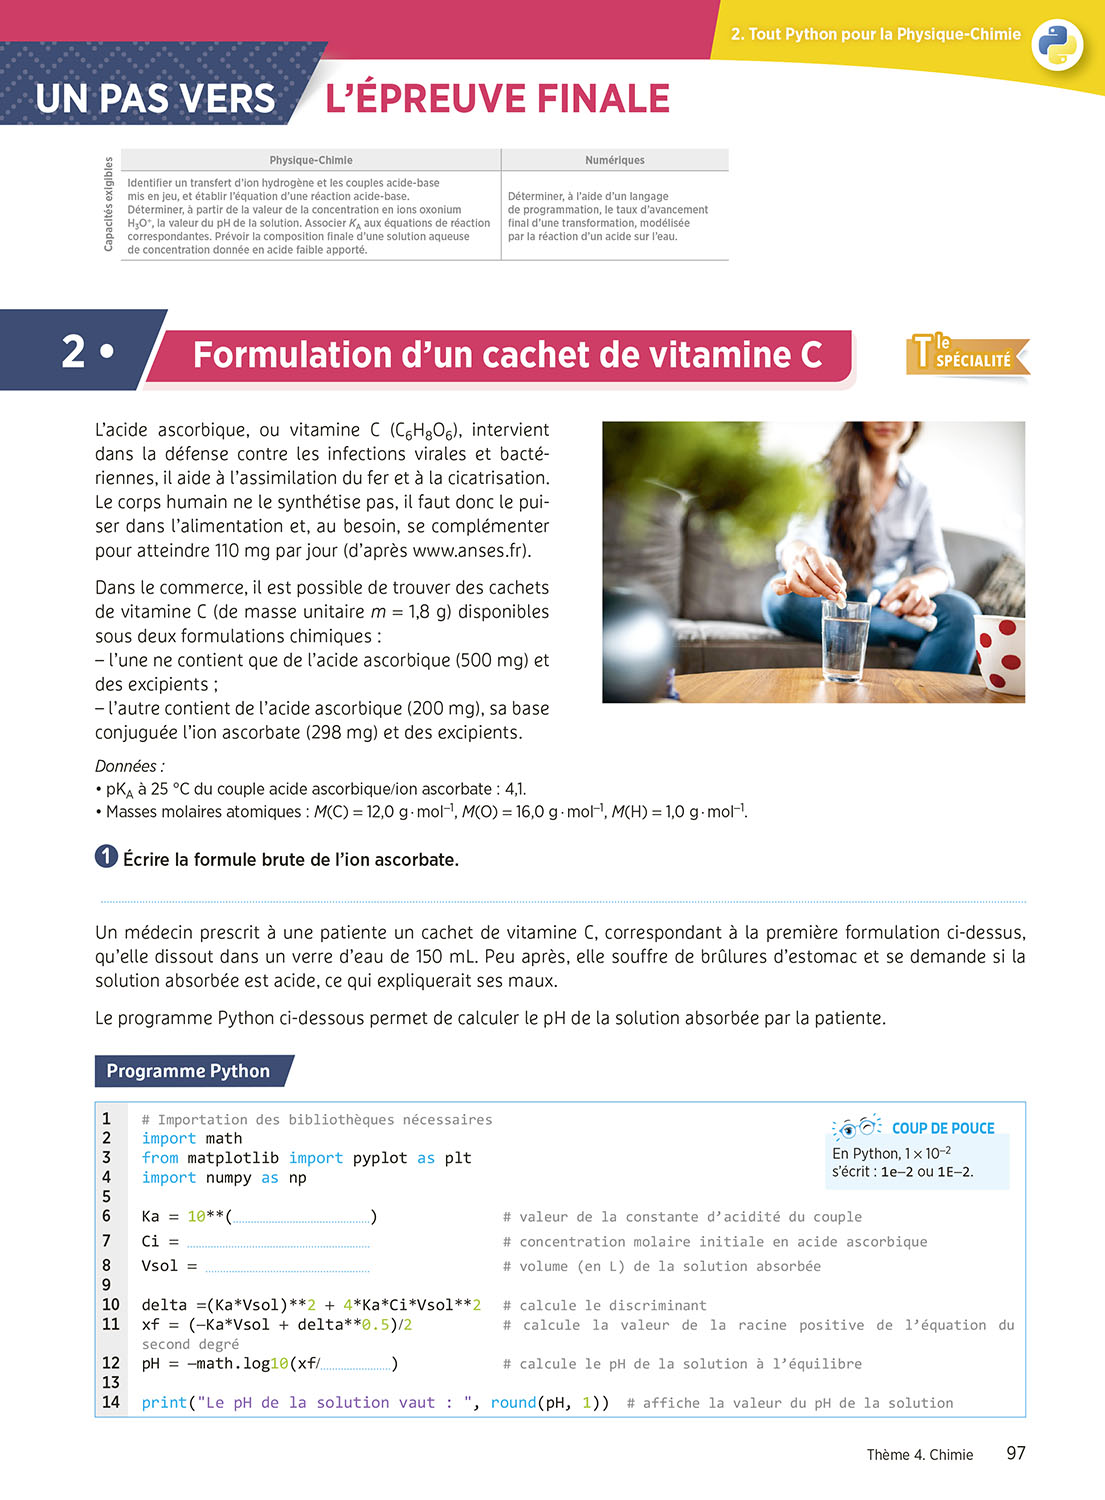 2. Tout Python pour la Physique-Chimie
UN PAS VERS L'ÉPREUVE FINALE
Capacités exigibles
Physique-Chimie
Numériques
Identifier un transfert d'ion hydrogène et les couples acide-base
mis en jeu, et établir l'équation d'une réaction acide-base.
Déterminer, à partir de la valeur de la concentration en ions oxonium
H₃O⁺, la valeur du pH de la solution. Associer Kₐ aux équations de réaction
correspondantes. Prévoir la composition finale d'une solution aqueuse
de concentration donnée en acide faible apporté.
Déterminer, à l'aide d'un langage
de programmation, le taux d'avancement
final d'une transformation, modélisée
par la réaction d'un acide sur l'eau.
2 • Formulation d'un cachet de vitamine C
Tle SPÉCIALITÉ
L'acide ascorbique, ou vitamine C (C₆H₈O₆), intervient
dans la défense contre les infections virales et bacté-
riennes, il aide à l'assimilation du fer et à la cicatrisation.
Le corps humain ne le synthétise pas, il faut donc le pui-
ser dans l'alimentation et, au besoin, se complémenter
pour atteindre 110 mg par jour (d'après www.anses.fr).
Dans le commerce, il est possible de trouver des cachets
de vitamine C (de masse unitaire m = 1,8 g) disponibles
sous deux formulations chimiques :
– l'une ne contient que de l'acide ascorbique (500 mg) et
des excipients ;
– l'autre contient de l'acide ascorbique (200 mg), sa base
conjuguée l'ion ascorbate (298 mg) et des excipients.
Données :
• pKA à 25 °C du couple acide ascorbique/ion ascorbate : 4,1.
• Masses molaires atomiques : M(C) = 12,0 g·mol⁻¹, M(O) = 16,0 g·mol⁻¹, M(H) = 1,0 g·mol⁻¹.
1 Écrire la formule brute de l'ion ascorbate.
Un médecin prescrit à une patiente un cachet de vitamine C, correspondant à la première formulation ci-dessus,
qu'elle dissout dans un verre d'eau de 150 mL. Peu après, elle souffre de brûlures d'estomac et se demande si la
solution absorbée est acide, ce qui expliquerait ses maux.
Le programme Python ci-dessous permet de calculer le pH de la solution absorbée par la patiente.
Programme Python
1 # Importation des bibliothèques nécessaires
2 import math
3 from matplotlib import pyplot as plt
4 import numpy as np
5
6 Ka = 10**(....................) # valeur de la constante d'acidité du couple
7 Ci = .................... # concentration molaire initiale en acide ascorbique
8 Vsol = .................... # volume (en L) de la solution absorbée
9
10 delta =(Ka*Vsol)**2 + 4*Ka*Ci*Vsol**2 # calcule le discriminant
11 xf = (–Ka*Vsol + delta**0.5)/2 # calcule la valeur de la racine positive de l'équation du
second degré
12 pH = –math.log10(xf/..........) # calcule le pH de la solution à l'équilibre
13
14 print("Le pH de la solution vaut : ", round(pH, 1)) # affiche la valeur du pH de la solution
COUP DE POUCE
En Python, 1 × 10⁻²
s'écrit : 1e–2 ou 1E–2.
Thème 4. Chimie 97